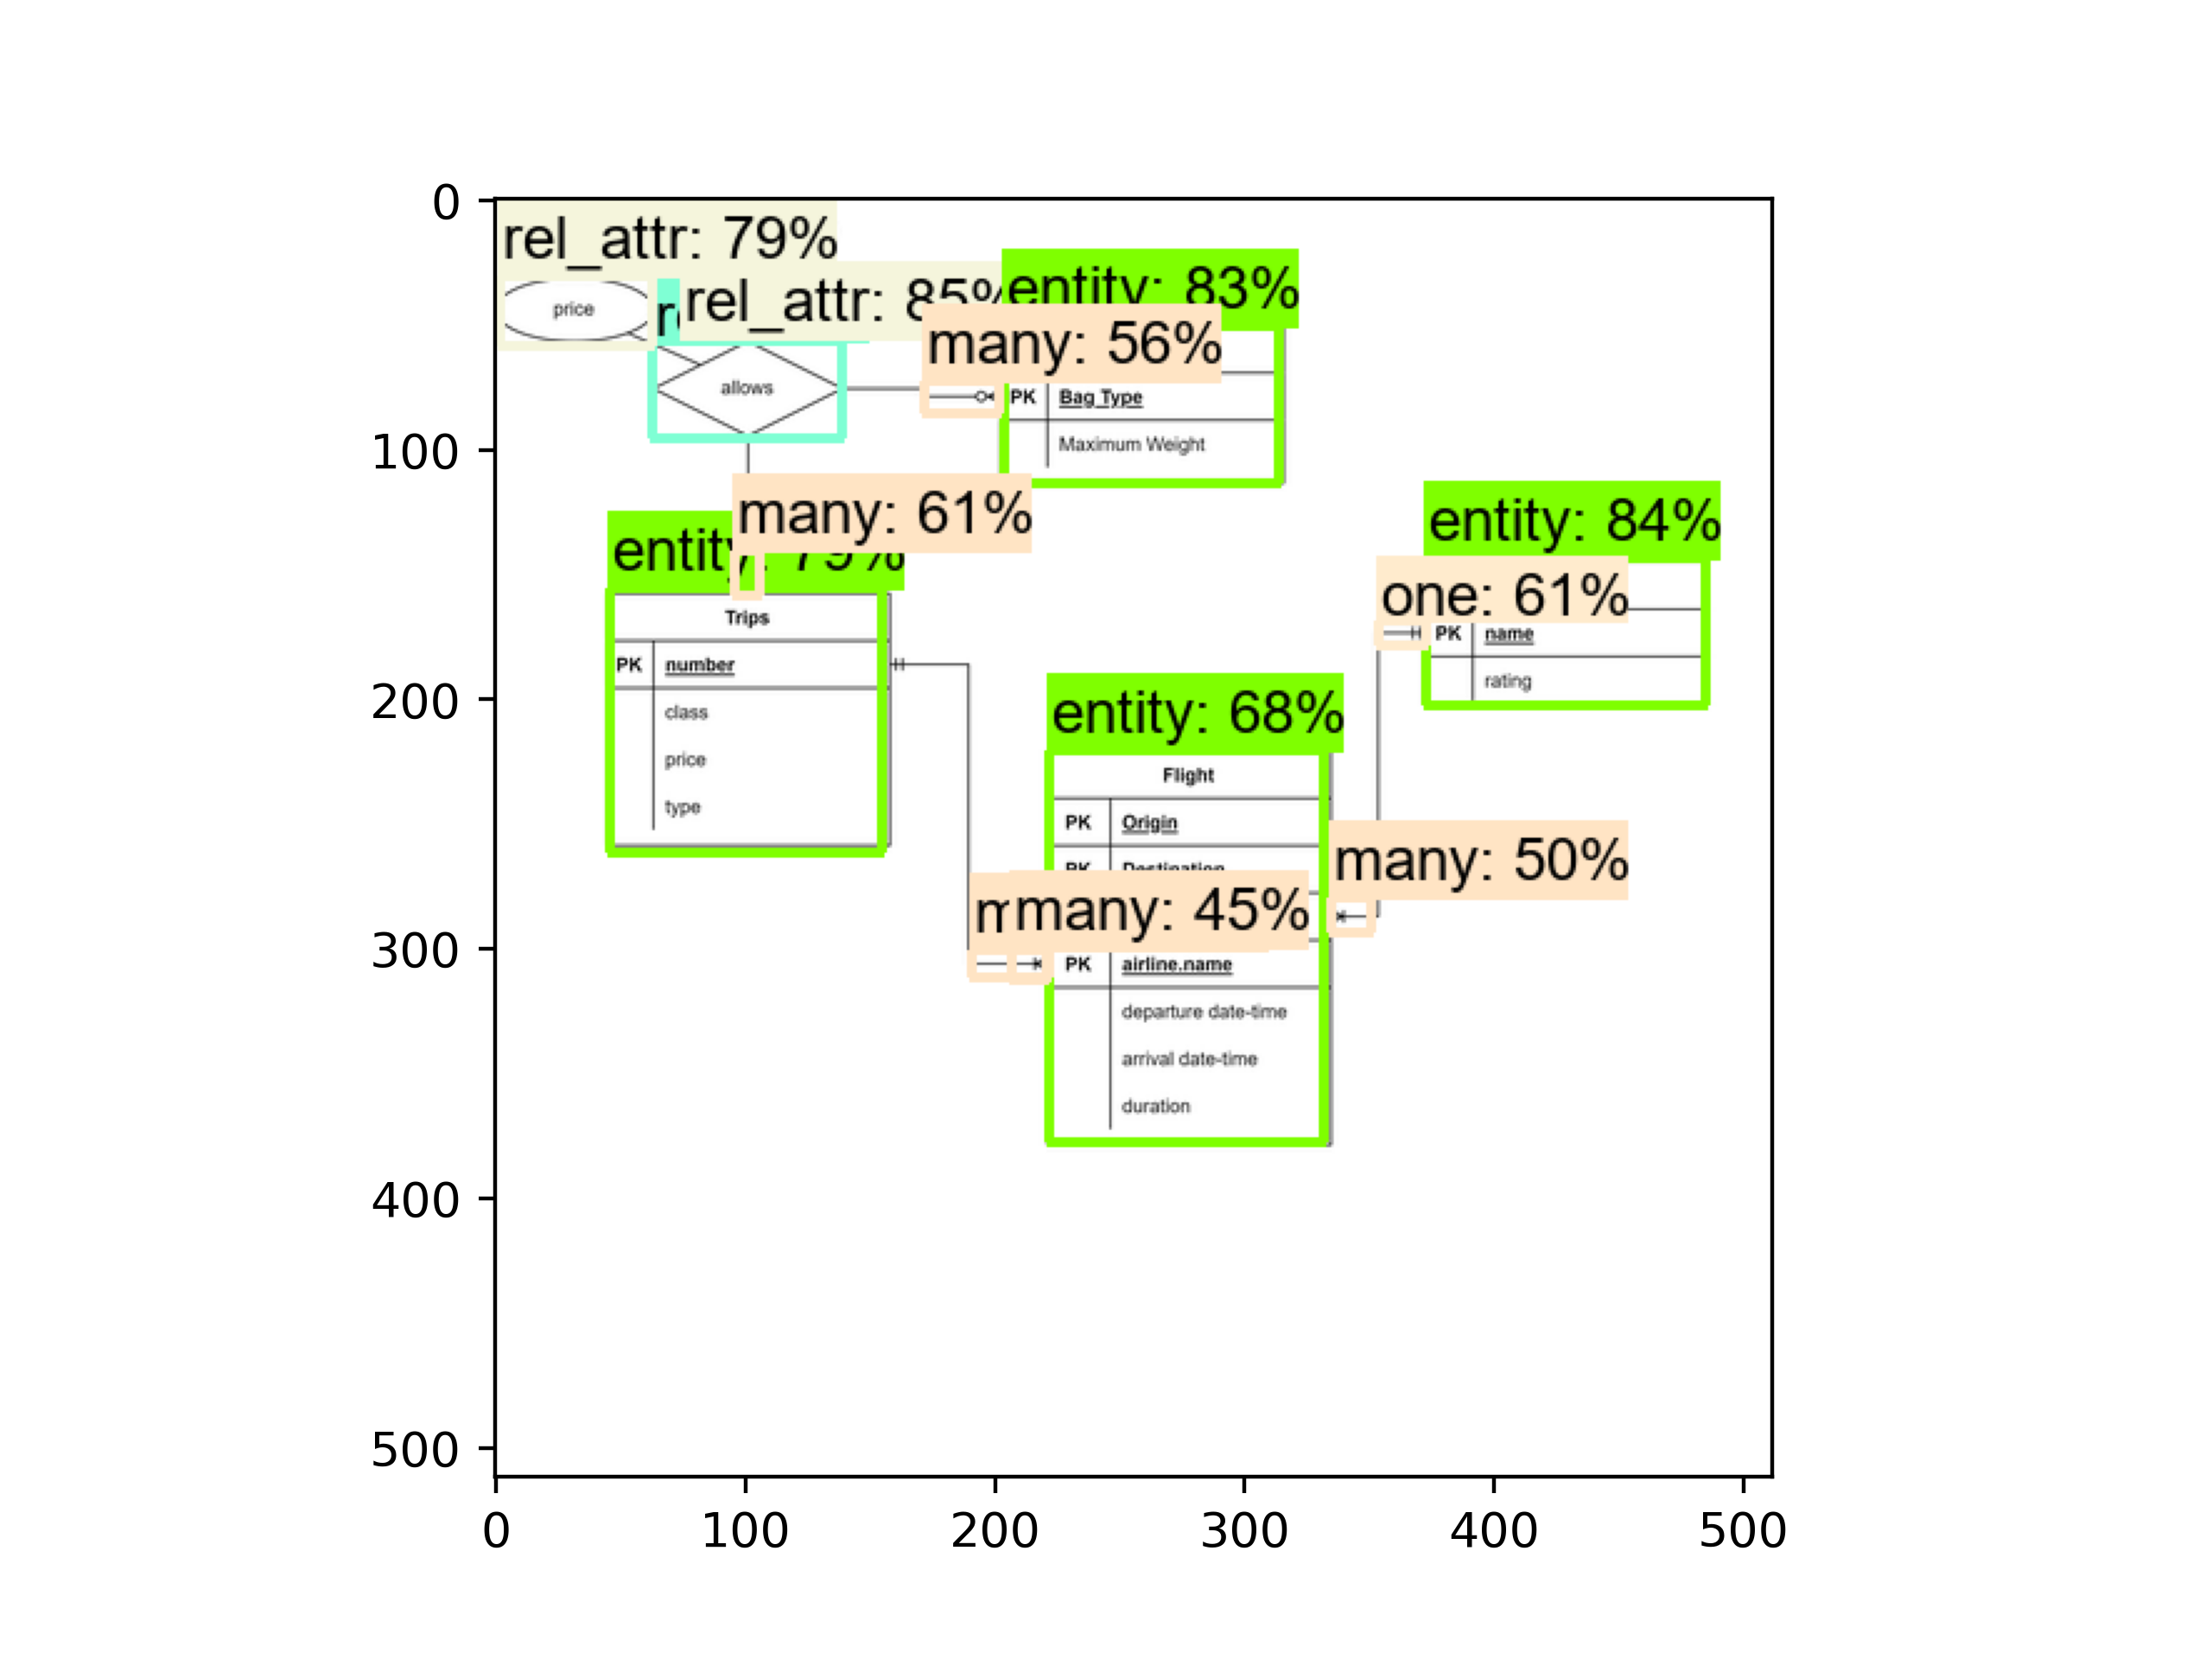 0
rel_attr: 79%
entity: 83%
rel_attr: 85%
price
many: 56%
allows
PK Bag Type
100
Maximum Weight
many: 61%
entity: 84%
entity: 79%
one: 61%
Trips
PK name
PK number
rating
200
class
entity: 68%
price
Flight
type
PK Origin
many: 50%
PK Destination
many: 45%
300
PK airline.name
departure date-time
arrival date-time
duration
400
500
0 100 200 300 400 500